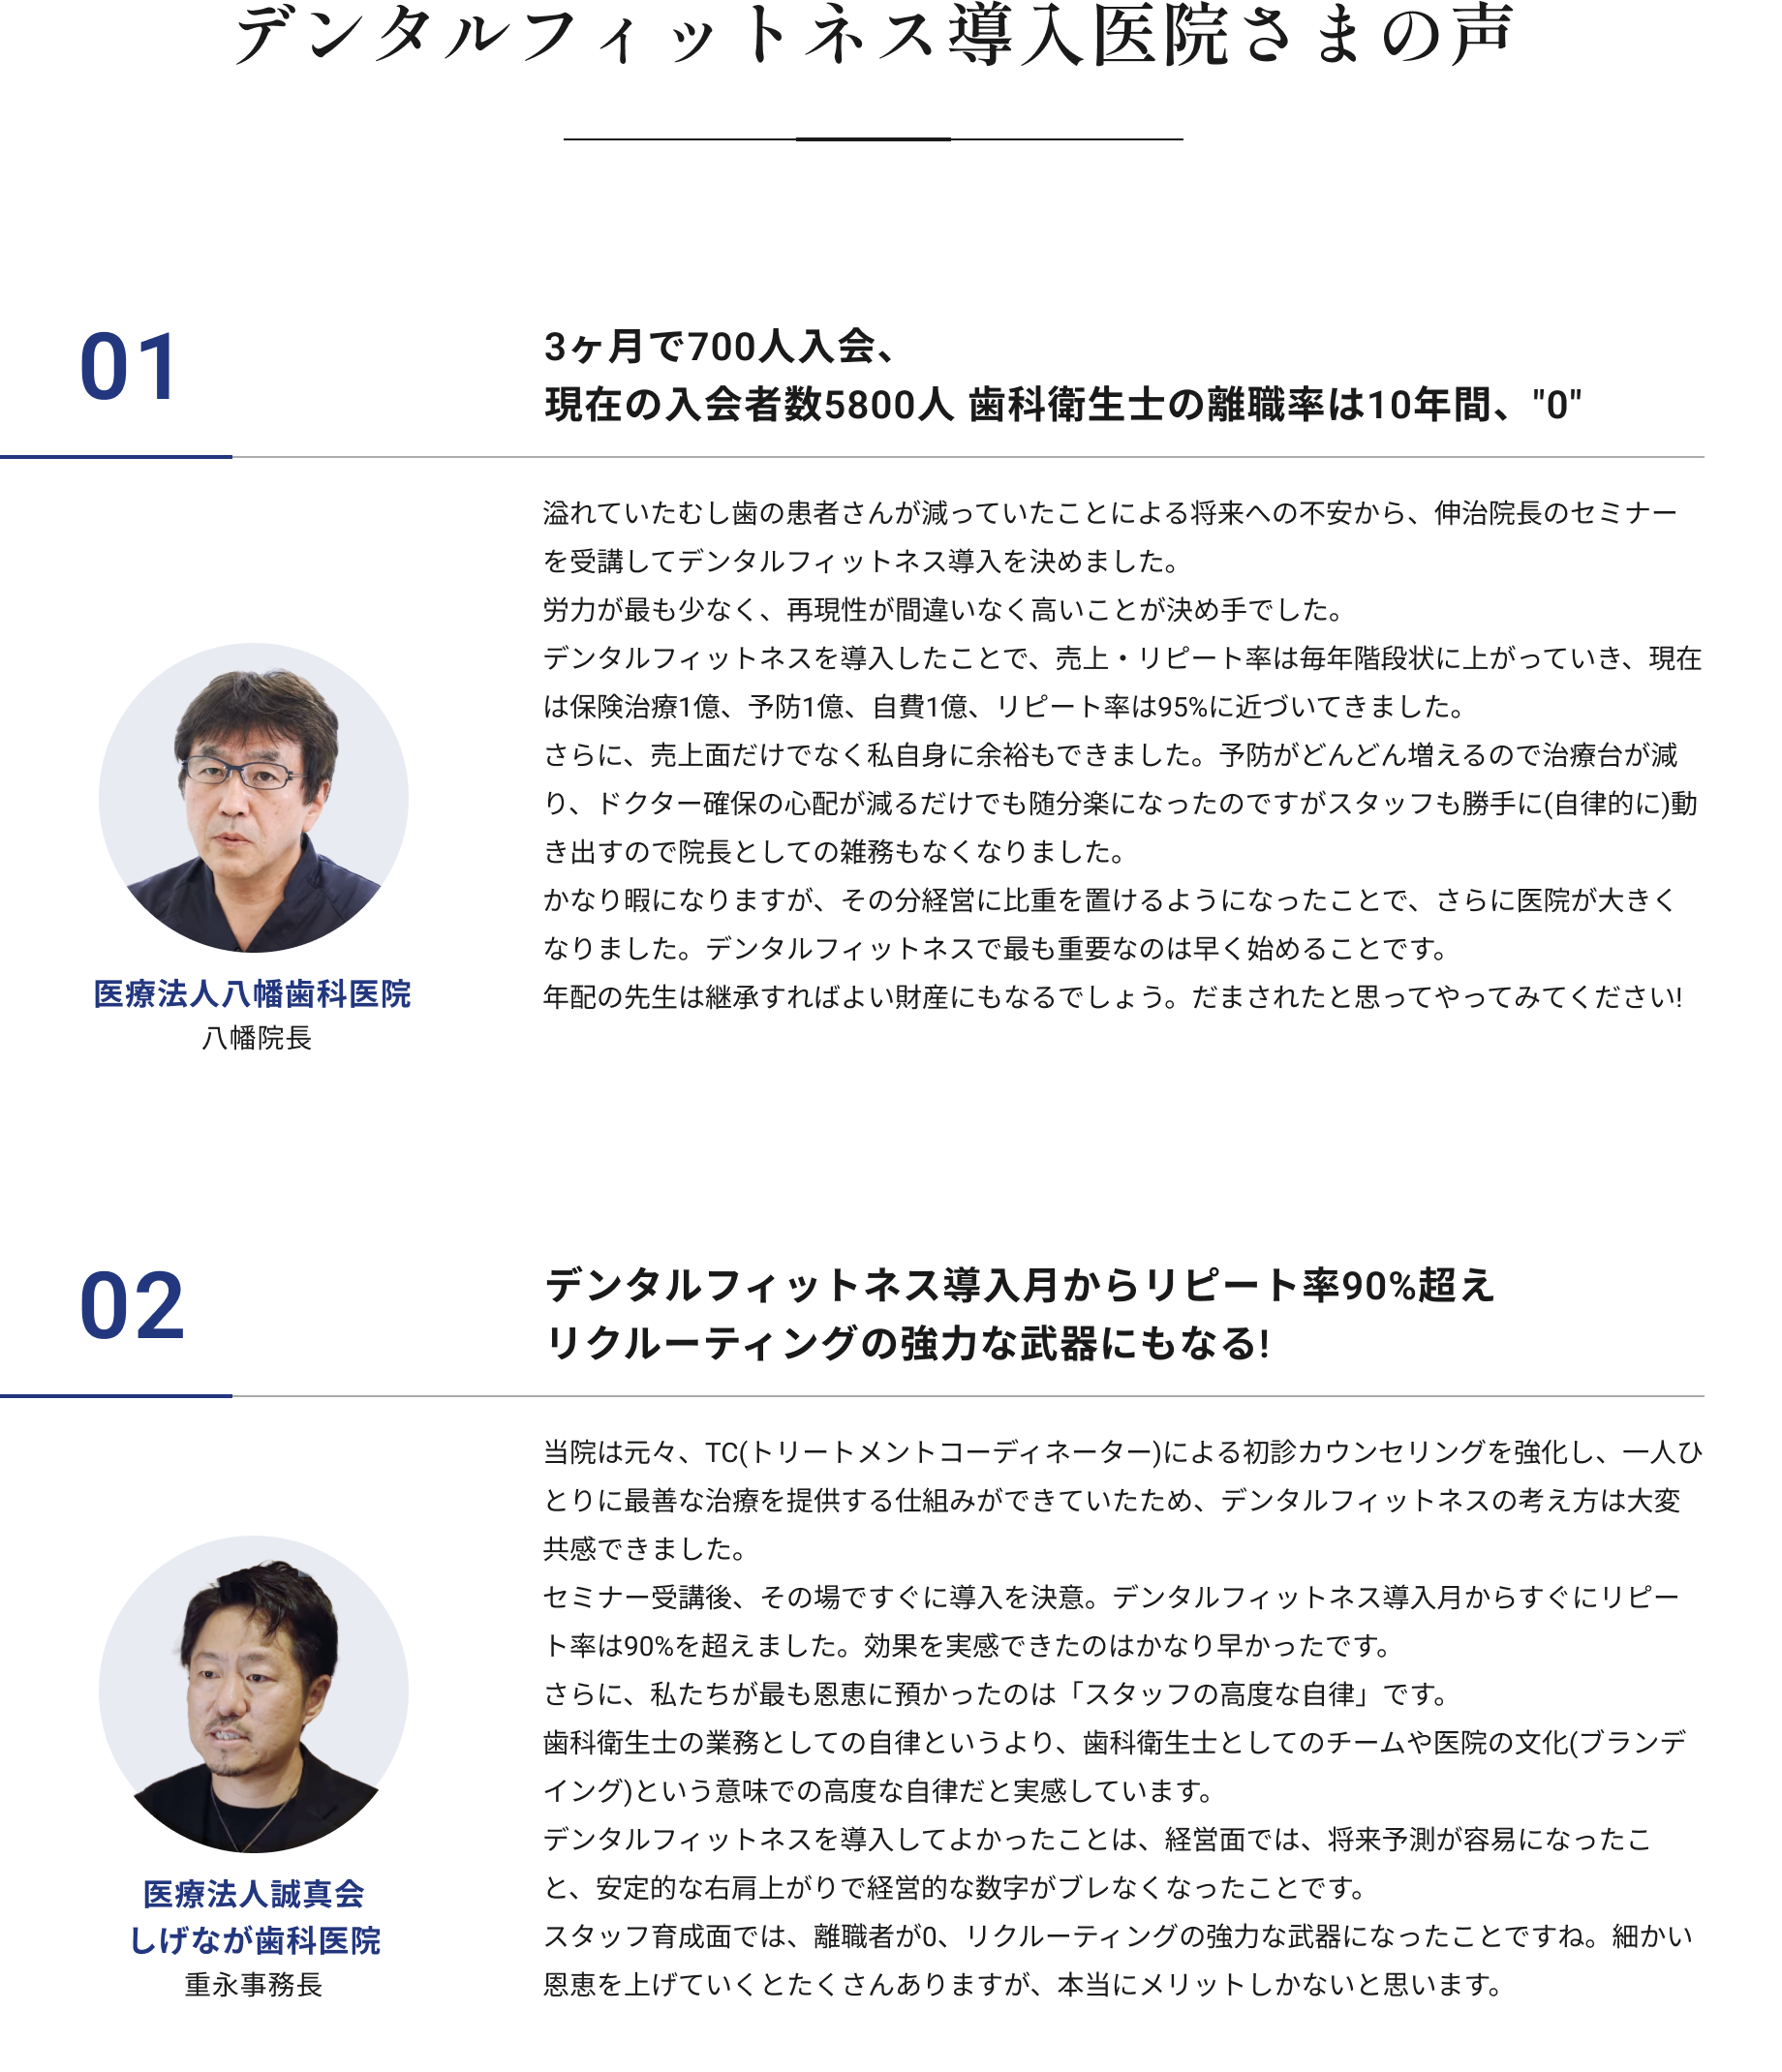 デンタルフィットネス導入医院さまの声
01
3ヶ月で700人入会、
現在の入会者数5800人 歯科衛生士の離職率は10年間、"0"
溢れていたむし歯の患者さんが減っていたことによる将来への不安から、伸治院長のセミナー
を受講してデンタルフィットネス導入を決めました。
労力が最も少なく、再現性が間違いなく高いことが決め手でした。
デンタルフィットネスを導入したことで、売上・リピート率は毎年階段状に上がっていき、現在
は保険治療1億、予防1億、自費1億、リピート率は95%に近づいてきました。
さらに、売上面だけでなく私自身に余裕もできました。予防がどんどん増えるので治療台が減
り、ドクター確保の心配が減るだけでも随分楽になったのですがスタッフも勝手に(自律的に)動
き出すので院長としての雑務もなくなりました。
かなり暇になりますが、その分経営に比重を置けるようになったことで、さらに医院が大きく
なりました。デンタルフィットネスで最も重要なのは早く始めることです。
年配の先生は継承すればよい財産にもなるでしょう。だまされたと思ってやってみてください!
医療法人八幡歯科医院
八幡院長
02
デンタルフィットネス導入月からリピート率90%超え
リクルーティングの強力な武器にもなる!
当院は元々、TC(トリートメントコーディネーター)による初診カウンセリングを強化し、一人ひ
とりに最善な治療を提供する仕組みができていたため、デンタルフィットネスの考え方は大変
共感できました。
セミナー受講後、その場ですぐに導入を決意。デンタルフィットネス導入月からすぐにリピー
ト率は90%を超えました。効果を実感できたのはかなり早かったです。
さらに、私たちが最も恩恵に預かったのは「スタッフの高度な自律」です。
歯科衛生士の業務としての自律というより、歯科衛生士としてのチームや医院の文化(ブランデ
イング)という意味での高度な自律だと実感しています。
デンタルフィットネスを導入してよかったことは、経営面では、将来予測が容易になったこ
と、安定的な右肩上がりで経営的な数字がブレなくなったことです。
スタッフ育成面では、離職者が0、リクルーティングの強力な武器になったことですね。細かい
恩恵を上げていくとたくさんありますが、本当にメリットしかないと思います。
医療法人誠真会
しげなが歯科医院
重永事務長